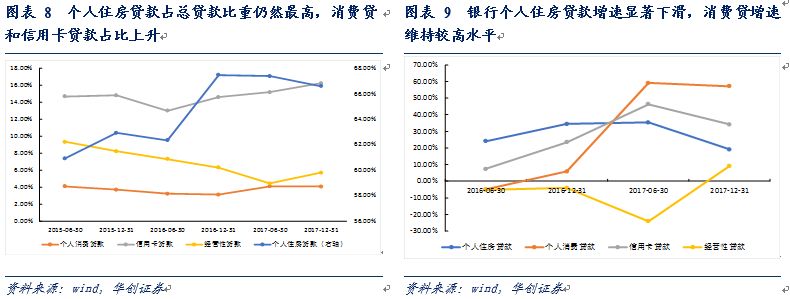 图表 8 个人住房贷款占总贷款比重仍然最高，消费贷
和信用卡贷款占比上升
18.00%
16.00%
14.00%
12.00%
10.00%
8.00%
6.00%
4.00%
2.00%
0.00%
68.00%
66.00%
64.00%
62.00%
60.00%
58.00%
56.00%
2015-06-30 2015-12-31 2016-06-30 2016-12-31 2017-06-30 2017-12-31
个人消费贷款 信用卡贷款 经营性贷款 个人住房贷款（右轴）
资料来源：wind，华创证券
图表 9 银行个人住房贷款增速显著下滑，消费贷增速
维持较高水平
70.00%
60.00%
50.00%
40.00%
30.00%
20.00%
10.00%
0.00%
-10.00%
-20.00%
-30.00%
2016-06-30 2016-12-31 2017-06-30 2017-12-31
个人住房贷款 个人消费贷款 信用卡贷款 经营性贷款
资料来源：wind，华创证券